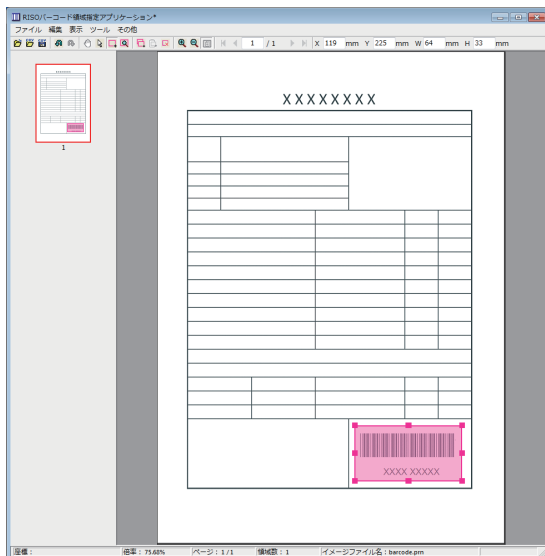 RISOバーコード領域指定アプリケーション*
ファイル 編集 表示 ツール その他
1 / 1 X 119 mm Y 225 mm W 64 mm H 33 mm
XXXXXXXX
1
XXXX XXXXX
座標： 倍率：75.68% ページ：1/1 領域数：1 イメージファイル名：barcode.prn